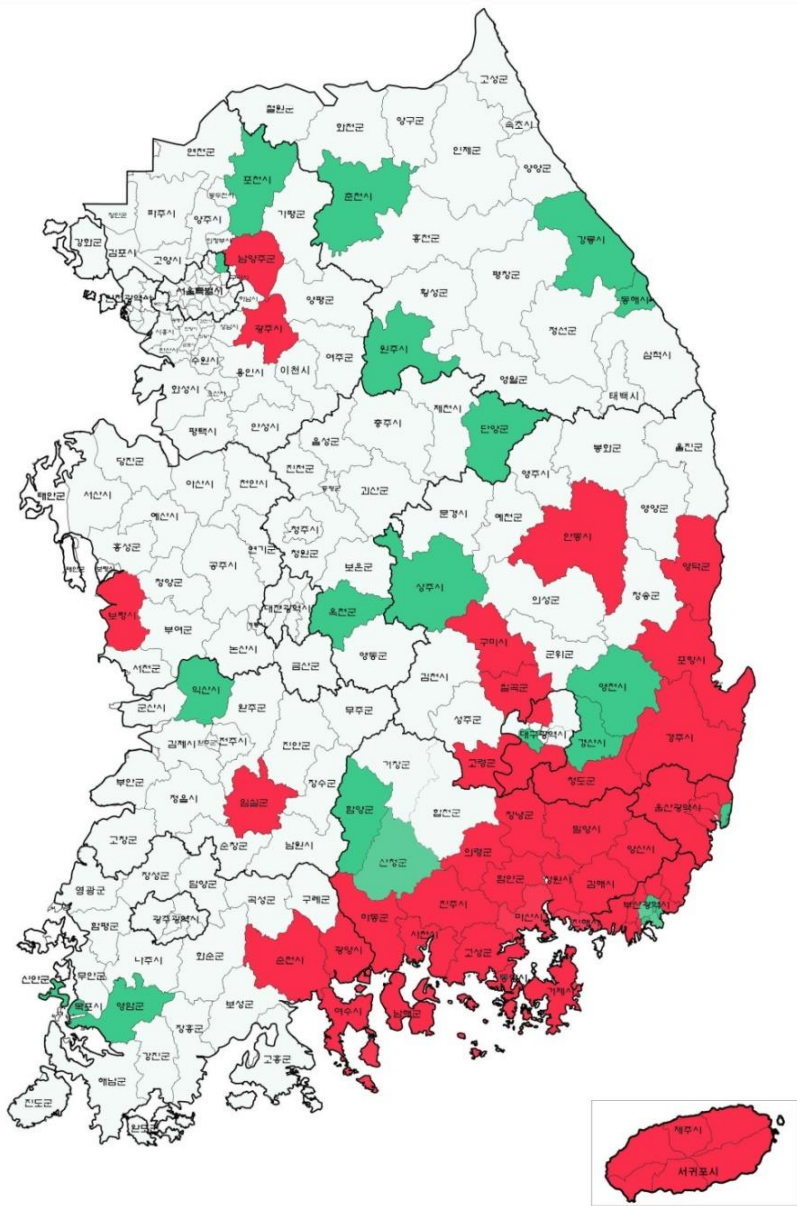 고성군
철원군
화천군
양구군
속초시
인제군
연천군
양양군
포천시
춘천시
파주시
양주시
가평군
강릉시
강화군
김포시
고양시
홍천군
남양주군
평창군
동해시
서울특별시
양평군
횡성군
광주시
정선군
원주시
삼척시
수원시
여주군
용인시
이천시
화성시
영월군
태백시
평택시
안성시
제천시
단양군
충주시
음성군
당진군
진천군
봉화군
울진군
아산시
천안시
영주시
서산시
태안군
괴산군
예산시
문경시
예천군
영양군
청주시
안동시
홍성군
연기군
청원군
보은군
공주시
청양군
상주시
영덕군
의성군
청송군
보령시
대전광역시
옥천군
부여군
구미시
논산시
영동군
군위군
포항시
서천군
금산군
김천시
칠곡군
영천시
익산시
군산시
완주군
무주군
성주군
대구광역시
경주시
경산시
김제시
전주시
진안군
고령군
청도군
거창군
부안군
장수군
정읍시
임실군
함양군
합천군
창녕군
울산광역시
밀양시
고창군
순창군
남원시
의령군
양산시
산청군
영광군
장성군
담양군
함안군
창원시
김해시
곡성군
구례군
진주시
부산광역시
광주광역시
하동군
마산시
함평군
사천시
나주시
화순군
순천시
광양시
고성군
신안군
무안군
거제시
목포시
영암군
보성군
여수시
남해군
장흥군
강진군
고흥군
해남군
진도군
완도군
제주시
서귀포시